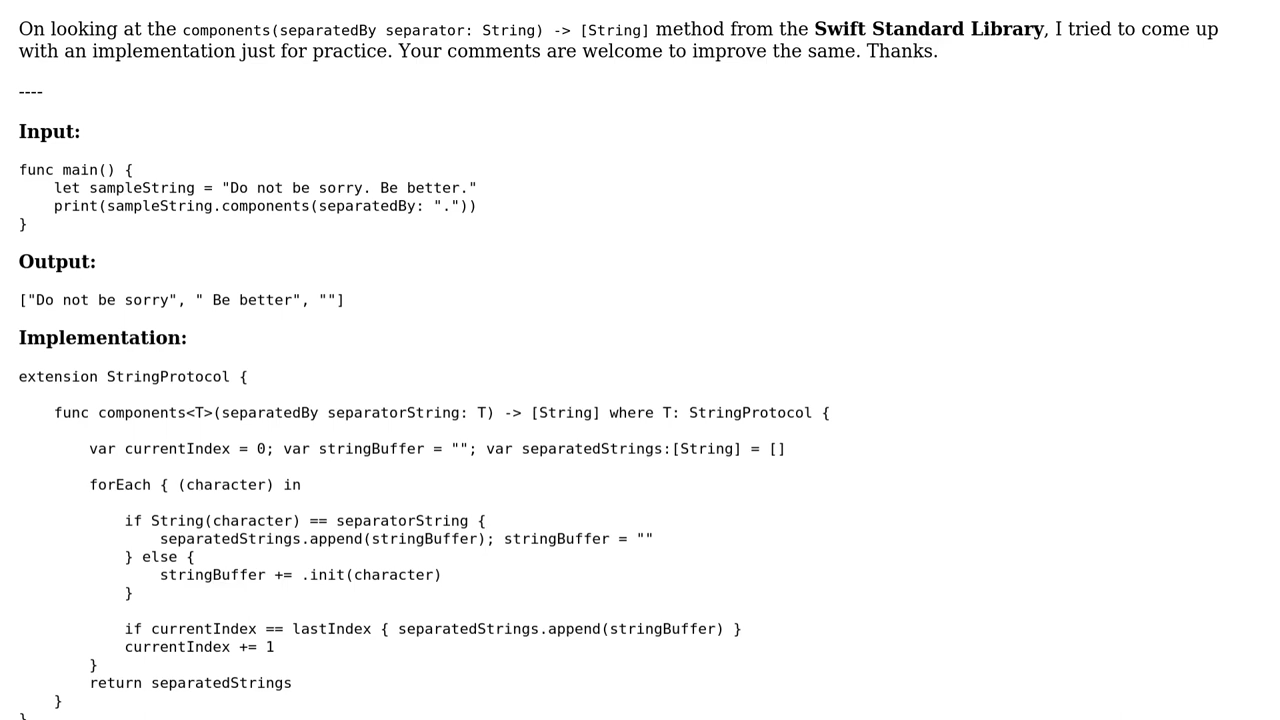 On looking at the components(separatedBy separator: String) -> [String] method from the Swift Standard Library, I tried to come up
with an implementation just for practice. Your comments are welcome to improve the same. Thanks.
----
Input:
func main() {
    let sampleString = "Do not be sorry. Be better."
    print(sampleString.components(separatedBy: "."))
}
Output:
["Do not be sorry", " Be better", ""]
Implementation:
extension StringProtocol {
    func components<T>(separatedBy separatorString: T) -> [String] where T: StringProtocol {
        var currentIndex = 0; var stringBuffer = ""; var separatedStrings:[String] = []
        forEach { (character) in
            if String(character) == separatorString {
                separatedStrings.append(stringBuffer); stringBuffer = ""
            } else {
                stringBuffer += .init(character)
            }
            if currentIndex == lastIndex { separatedStrings.append(stringBuffer) }
            currentIndex += 1
        }
        return separatedStrings
    }
}